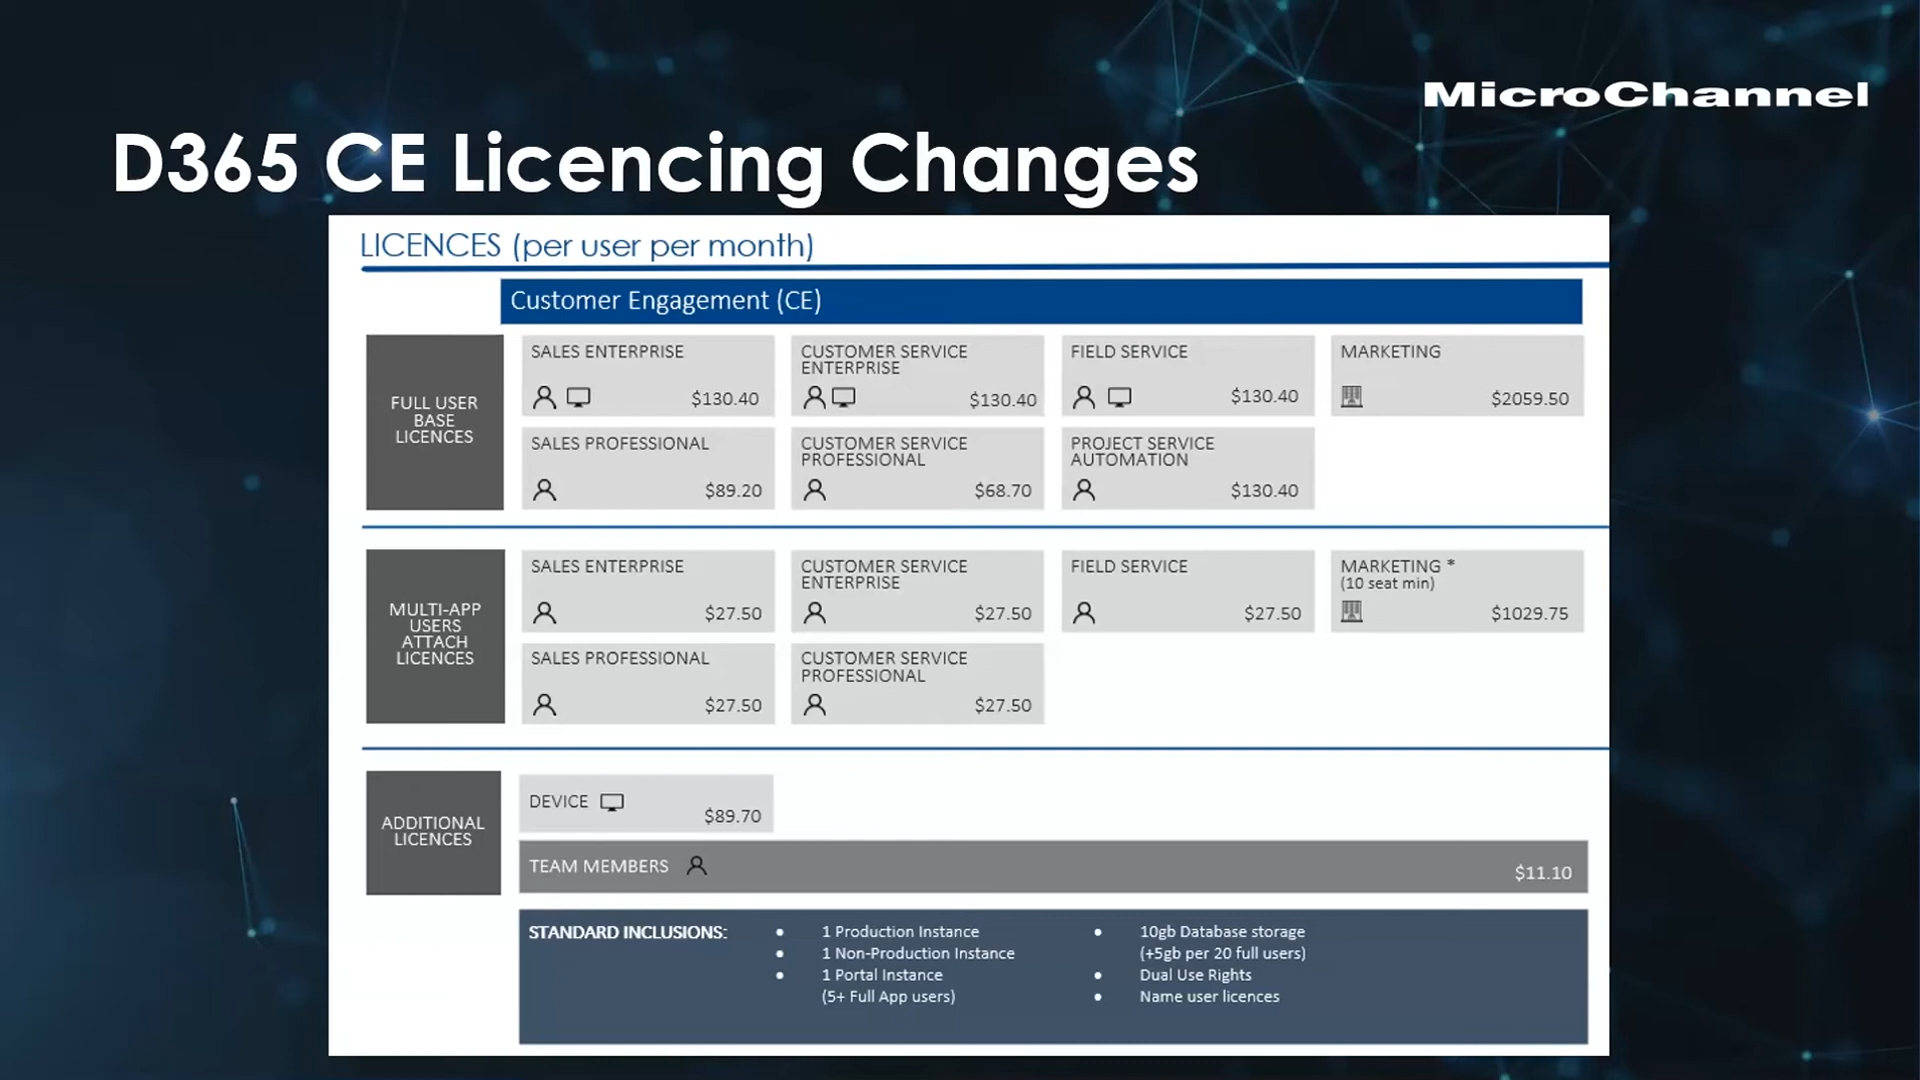 MicroChannel
D365 CE Licencing Changes
LICENCES (per user per month)
Customer Engagement (CE)
FULL USER
BASE
LICENCES
SALES ENTERPRISE
$130.40
CUSTOMER SERVICE
ENTERPRISE
$130.40
FIELD SERVICE
$130.40
MARKETING
$2059.50
SALES PROFESSIONAL
$89.20
CUSTOMER SERVICE
PROFESSIONAL
$68.70
PROJECT SERVICE
AUTOMATION
$130.40
MULTI-APP
USERS
ATTACH
LICENCES
SALES ENTERPRISE
$27.50
CUSTOMER SERVICE
ENTERPRISE
$27.50
FIELD SERVICE
$27.50
MARKETING *
(10 seat min)
$1029.75
SALES PROFESSIONAL
$27.50
CUSTOMER SERVICE
PROFESSIONAL
$27.50
ADDITIONAL
LICENCES
DEVICE
$89.70
TEAM MEMBERS
$11.10
STANDARD INCLUSIONS:
• 1 Production Instance
• 1 Non-Production Instance
• 1 Portal Instance
(5+ Full App users)
• 10gb Database storage
(+5gb per 20 full users)
• Dual Use Rights
• Name user licences